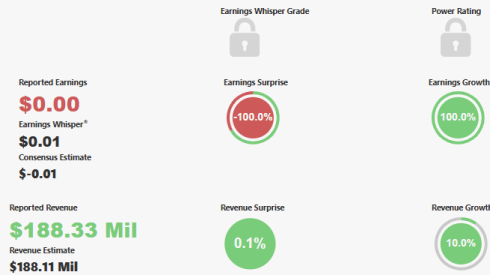 Earnings Whisper Grade
Power Rating
Reported Earnings
Earnings Surprise
Earnings Growth
$0.00
-100.0%
100.0%
Earnings Whisper®
$0.01
Consensus Estimate
$-0.01
Reported Revenue
Revenue Surprise
Revenue Growth
$188.33 Mil
0.1%
10.0%
Revenue Estimate
$188.11 Mil